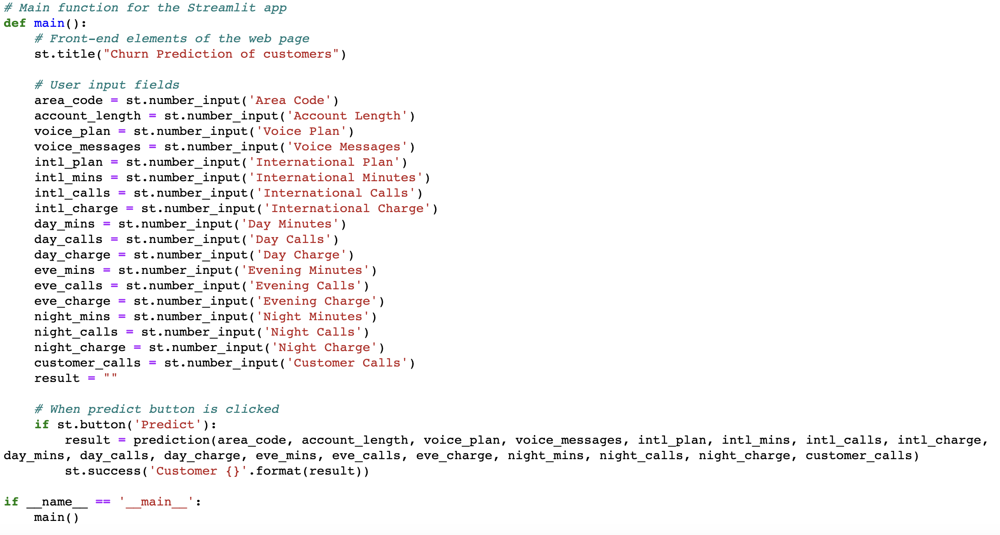 # Main function for the Streamlit app
def main():
    # Front-end elements of the web page
    st.title("Churn Prediction of customers")

    # User input fields
    area_code = st.number_input('Area Code')
    account_length = st.number_input('Account Length')
    voice_plan = st.number_input('Voice Plan')
    voice_messages = st.number_input('Voice Messages')
    intl_plan = st.number_input('International Plan')
    intl_mins = st.number_input('International Minutes')
    intl_calls = st.number_input('International Calls')
    intl_charge = st.number_input('International Charge')
    day_mins = st.number_input('Day Minutes')
    day_calls = st.number_input('Day Calls')
    day_charge = st.number_input('Day Charge')
    eve_mins = st.number_input('Evening Minutes')
    eve_calls = st.number_input('Evening Calls')
    eve_charge = st.number_input('Evening Charge')
    night_mins = st.number_input('Night Minutes')
    night_calls = st.number_input('Night Calls')
    night_charge = st.number_input('Night Charge')
    customer_calls = st.number_input('Customer Calls')
    result = ""

    # When predict button is clicked
    if st.button('Predict'):
        result = prediction(area_code, account_length, voice_plan, voice_messages, intl_plan, intl_mins, intl_calls, intl_charge,
day_mins, day_calls, day_charge, eve_mins, eve_calls, eve_charge, night_mins, night_calls, night_charge, customer_calls)
        st.success('Customer {}'.format(result))

if __name__ == '__main__':
    main()